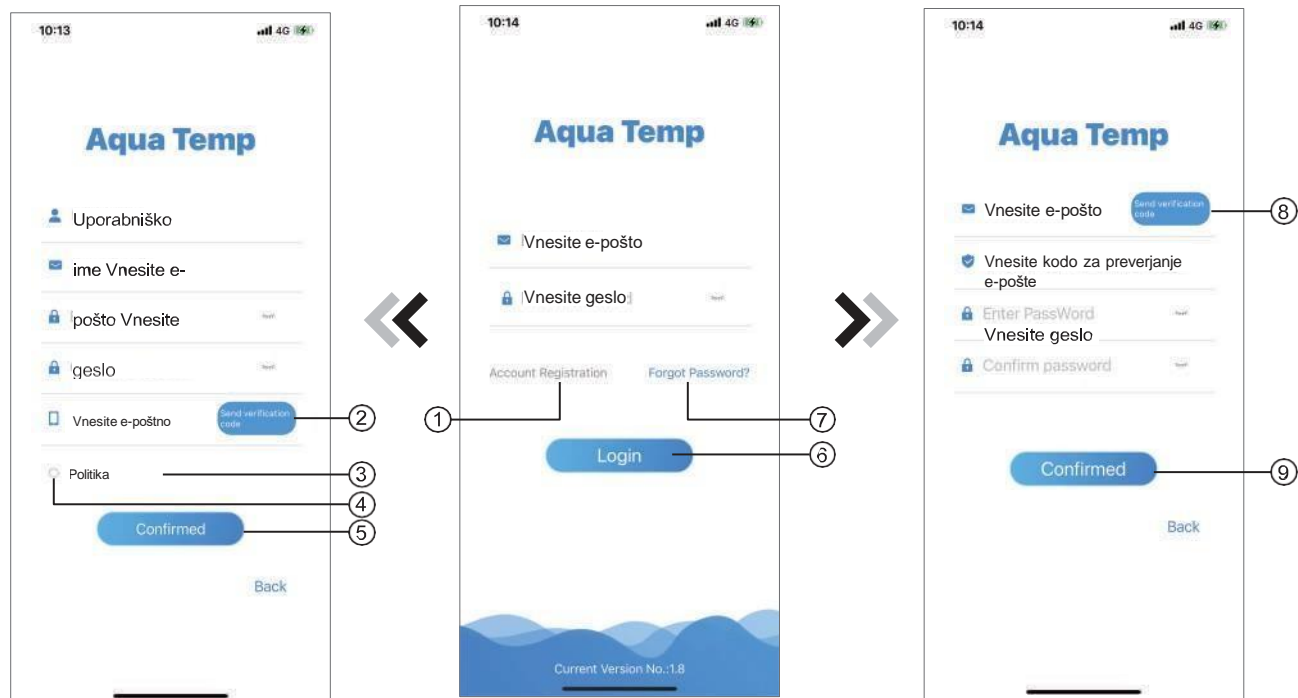 10:13
4G
Aqua Temp
Uporabniško
ime Vnesite e-
pošto Vnesite
geslo
Vnesite e-poštno
Send verification
code
Politika
Confirmed
Back
10:14
4G
Aqua Temp
Vnesite e-pošto
Vnesite geslo
Account Registration
Forgot Password?
Login
Current Version No.:1.8
10:14
4G
Aqua Temp
Vnesite e-pošto
Send verification
code
Vnesite kodo za preverjanje
e-pošte
Enter PassWord
Vnesite geslo
Confirm password
Confirmed
Back
①
②
③
④
⑤
⑥
⑦
⑧
⑨